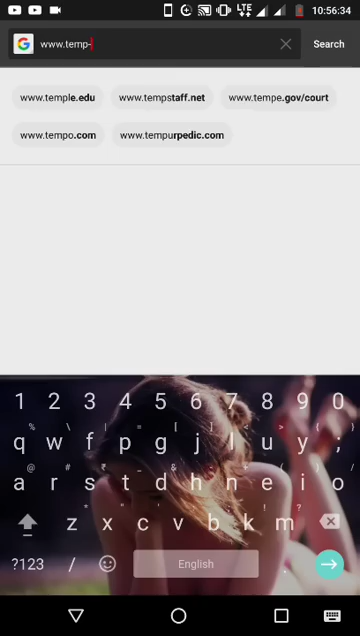 LTE 10:56:34
www.temp- Search
www.temple.edu www.tempstaff.net www.tempe.gov/court
www.tempo.com www.tempurpedic.com
1 2 3 4 5 6 7 8 9 0
q w f p g j l u y ;
a r s t d h n e i o
z x c v b k m
?123 / English .